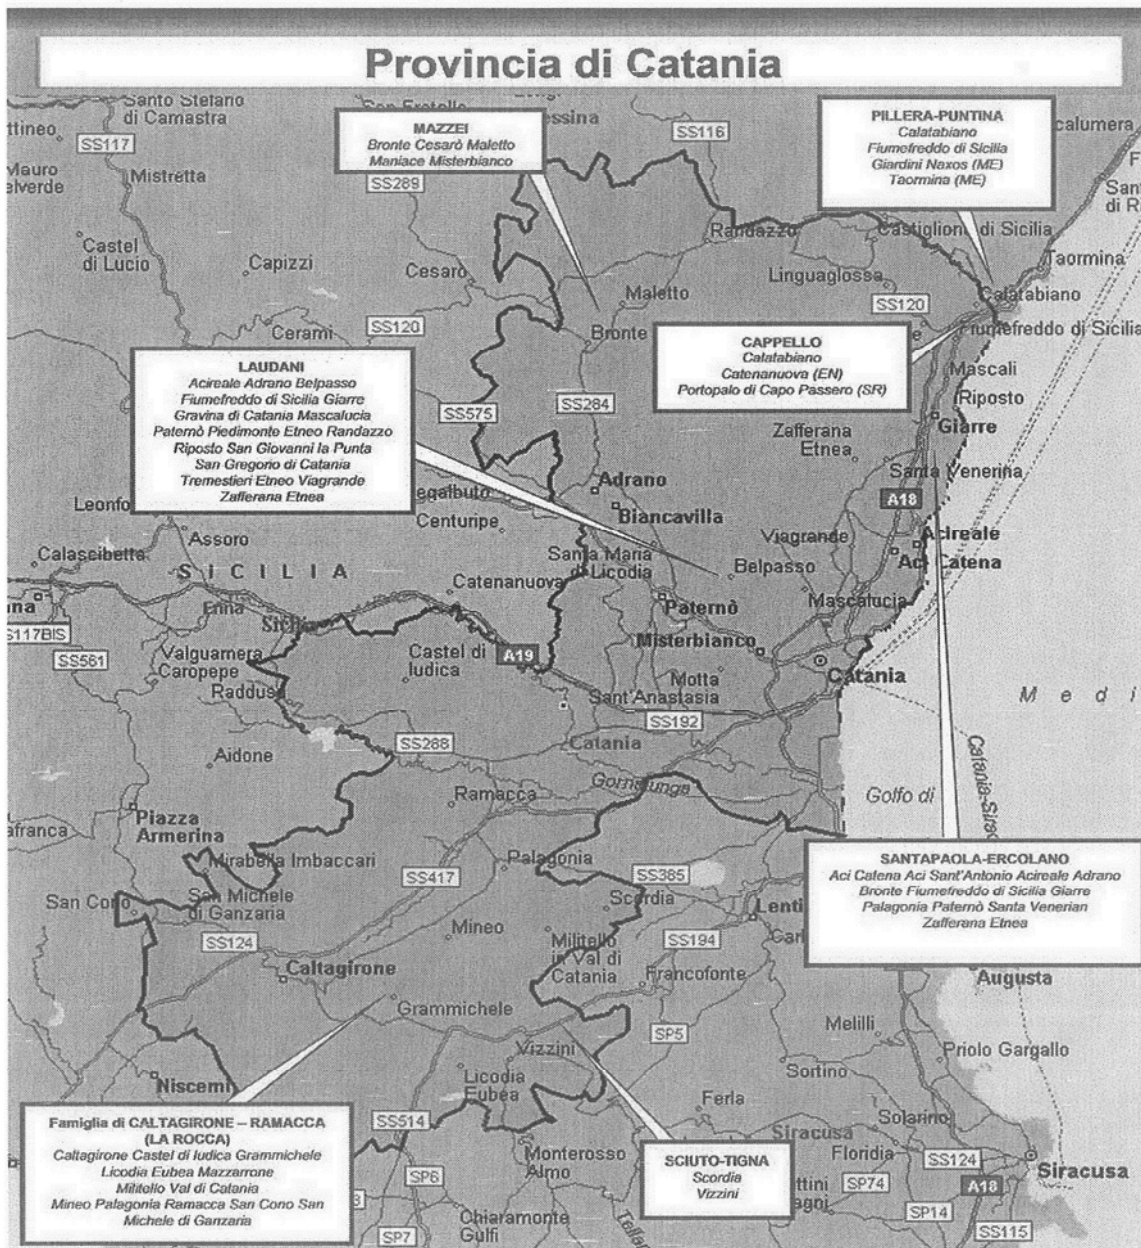 Provincia di Catania
Santo Stefano
di Camastra
SS117
Mistretta
Castel
di Lucio
Capizzi
Cerami
Cesarò
SS289
SS116
SS120
MAZZEI
Bronte Cesarò Maletto
Maniace Misterbianco
PILLERA-PUNTINA
Calatabiano
Fiumefreddo di Sicilia
Giardini Naxos (ME)
Taormina (ME)
Randazzo
Castiglione di Sicilia
Linguaglossa
Taormina
SS120
Calatabiano
Fiumefreddo di Sicilia
Maletto
Bronte
CAPPELLO
Calatabiano
Catenanuova (EN)
Portopalo di Capo Passero (SR)
Mascali
Riposto
Giarre
LAUDANI
Acireale Adrano Belpasso
Fiumefreddo di Sicilia Giarre
Gravina di Catania Mascalucia
Paternò Piedimonte Etneo Randazzo
Riposto San Giovanni la Punta
San Gregorio di Catania
Tremestieri Etneo Viagrande
Zafferana Etnea
SS575
SS284
Zafferana
Etnea
Santa Venerina
A18
Adrano
Biancavilla
Centuripe
Viagrande
Acireale
Aci Catena
Assoro
Calascibetta
SICILIA
Catenanuova
Santa Maria
di Licodia
Belpasso
Paternò
Mascalucia
Enna
Sicilia
S117BIS
SS561
Valguarnera
Caropepe
Raddusa
Castel di
Iudica
A19
Misterbianco
Motta
Sant'Anastasia
Catania
SS192
Medi
SS288
Catania
Aidone
Gornalunga
Golfo di
Ramacca
Piazza
Armerina
Mirabella Imbaccari
Palagonia
SS417
SS385
San Cono
San Michele
di Ganzaria
Scordia
SS124
Mineo
Militello
in Val di
Catania
SS194
SANTAPAOLA-ERCOLANO
Aci Catena Aci Sant'Antonio Acireale Adrano
Bronte Fiumefreddo di Sicilia Giarre
Palagonia Paternò Santa Venerian
Zafferana Etnea
Caltagirone
Francofonte
Augusta
Grammichele
SP5
Melilli
Priolo Gargallo
Vizzini
Licodia
Eubea
Sortino
Niscemi
Ferla
SS514
Solarino
Siracusa
Floridia
SS124
Siracusa
Famiglia di CALTAGIRONE – RAMACCA
(LA ROCCA)
Caltagirone Castel di Iudica Grammichele
Licodia Eubea Mazzarrone
Militello Val di Catania
Mineo Palagonia Ramacca San Cono San
Michele di Ganzaria
Monterosso
Almo
SCIUTO-TIGNA
Scordia
Vizzini
SP6
SP74
A18
SP14
SS115
Chiaramonte
Gulfi
SP7